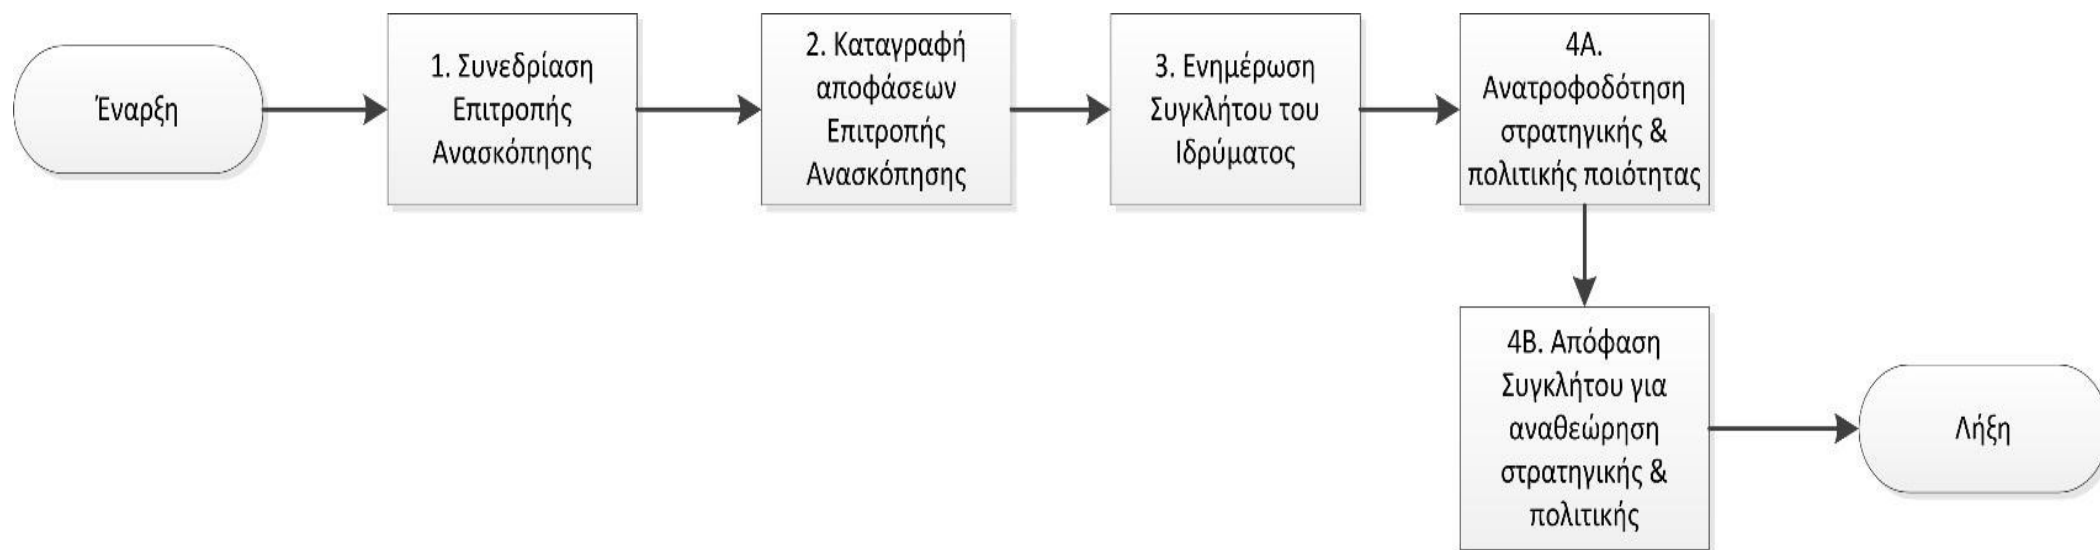 Έναρξη
1. Συνεδρίαση
Επιτροπής
Ανασκόπησης
2. Καταγραφή
αποφάσεων
Επιτροπής
Ανασκόπησης
3. Ενημέρωση
Συγκλήτου του
Ιδρύματος
4Α.
Ανατροφοδότηση
στρατηγικής &
πολιτικής ποιότητας
4Β. Απόφαση
Συγκλήτου για
αναθεώρηση
στρατηγικής &
πολιτικής
Λήξη